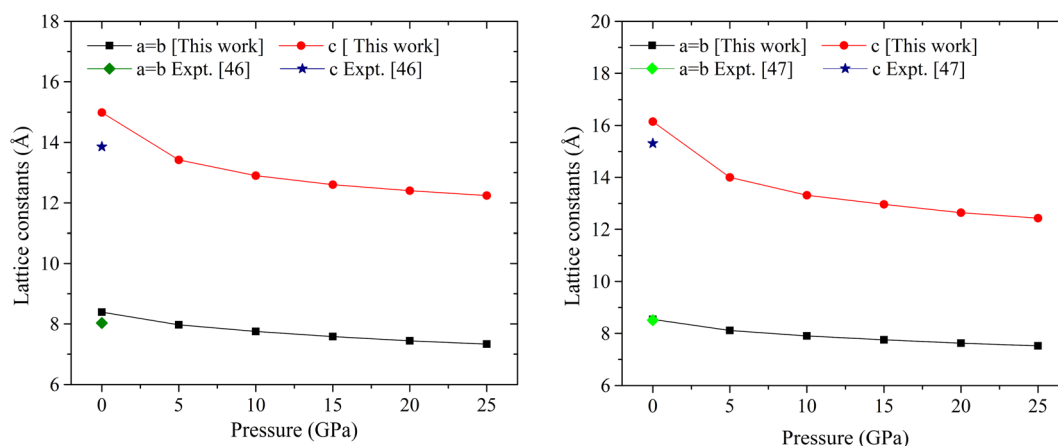 18
16
14
12
10
8
6
Lattice constants (Å)
a=b [This work]
c [ This work]
a=b Expt. [46]
c Expt. [46]
0 5 10 15 20 25
Pressure (GPa)
20
18
16
14
12
10
8
6
Lattice constants (Å)
a=b [This work]
c [This work]
a=b Expt. [47]
c Expt. [47]
0 5 10 15 20 25
Pressure (GPa)